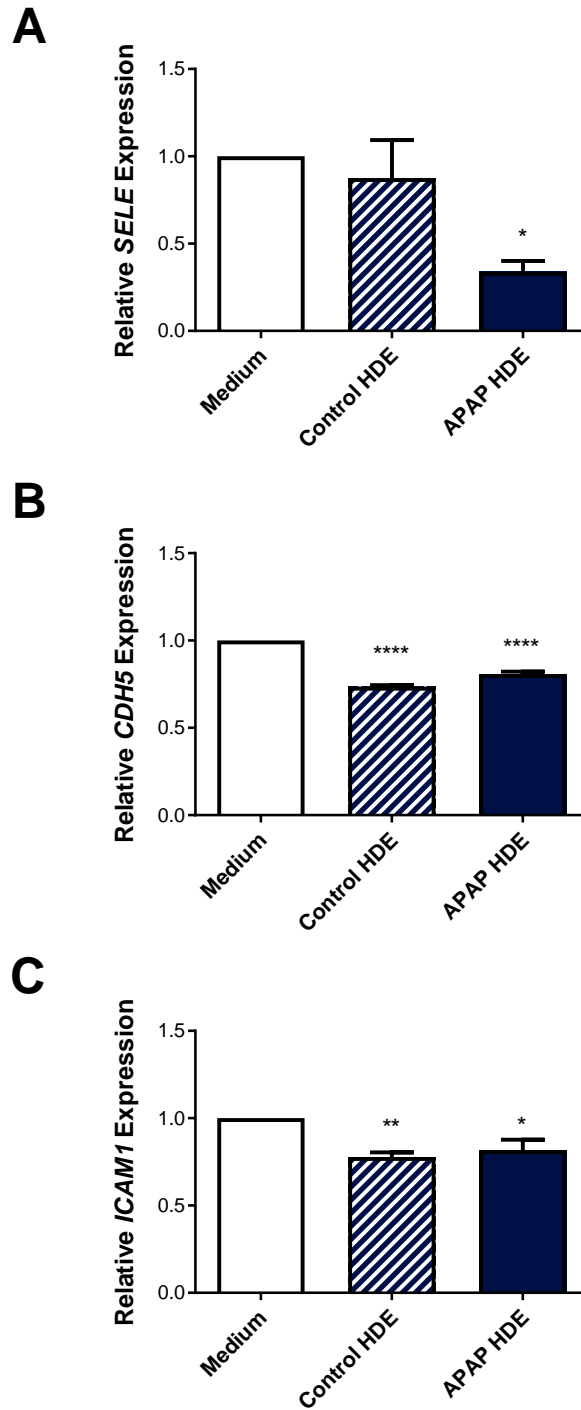 A
Relative SELE Expression
1.5
1.0
0.5
0.0
*
Medium
Control HDE
APAP HDE
B
Relative CDH5 Expression
1.5
1.0
0.5
0.0
****
****
Medium
Control HDE
APAP HDE
C
Relative ICAM1 Expression
1.5
1.0
0.5
0.0
**
*
Medium
Control HDE
APAP HDE